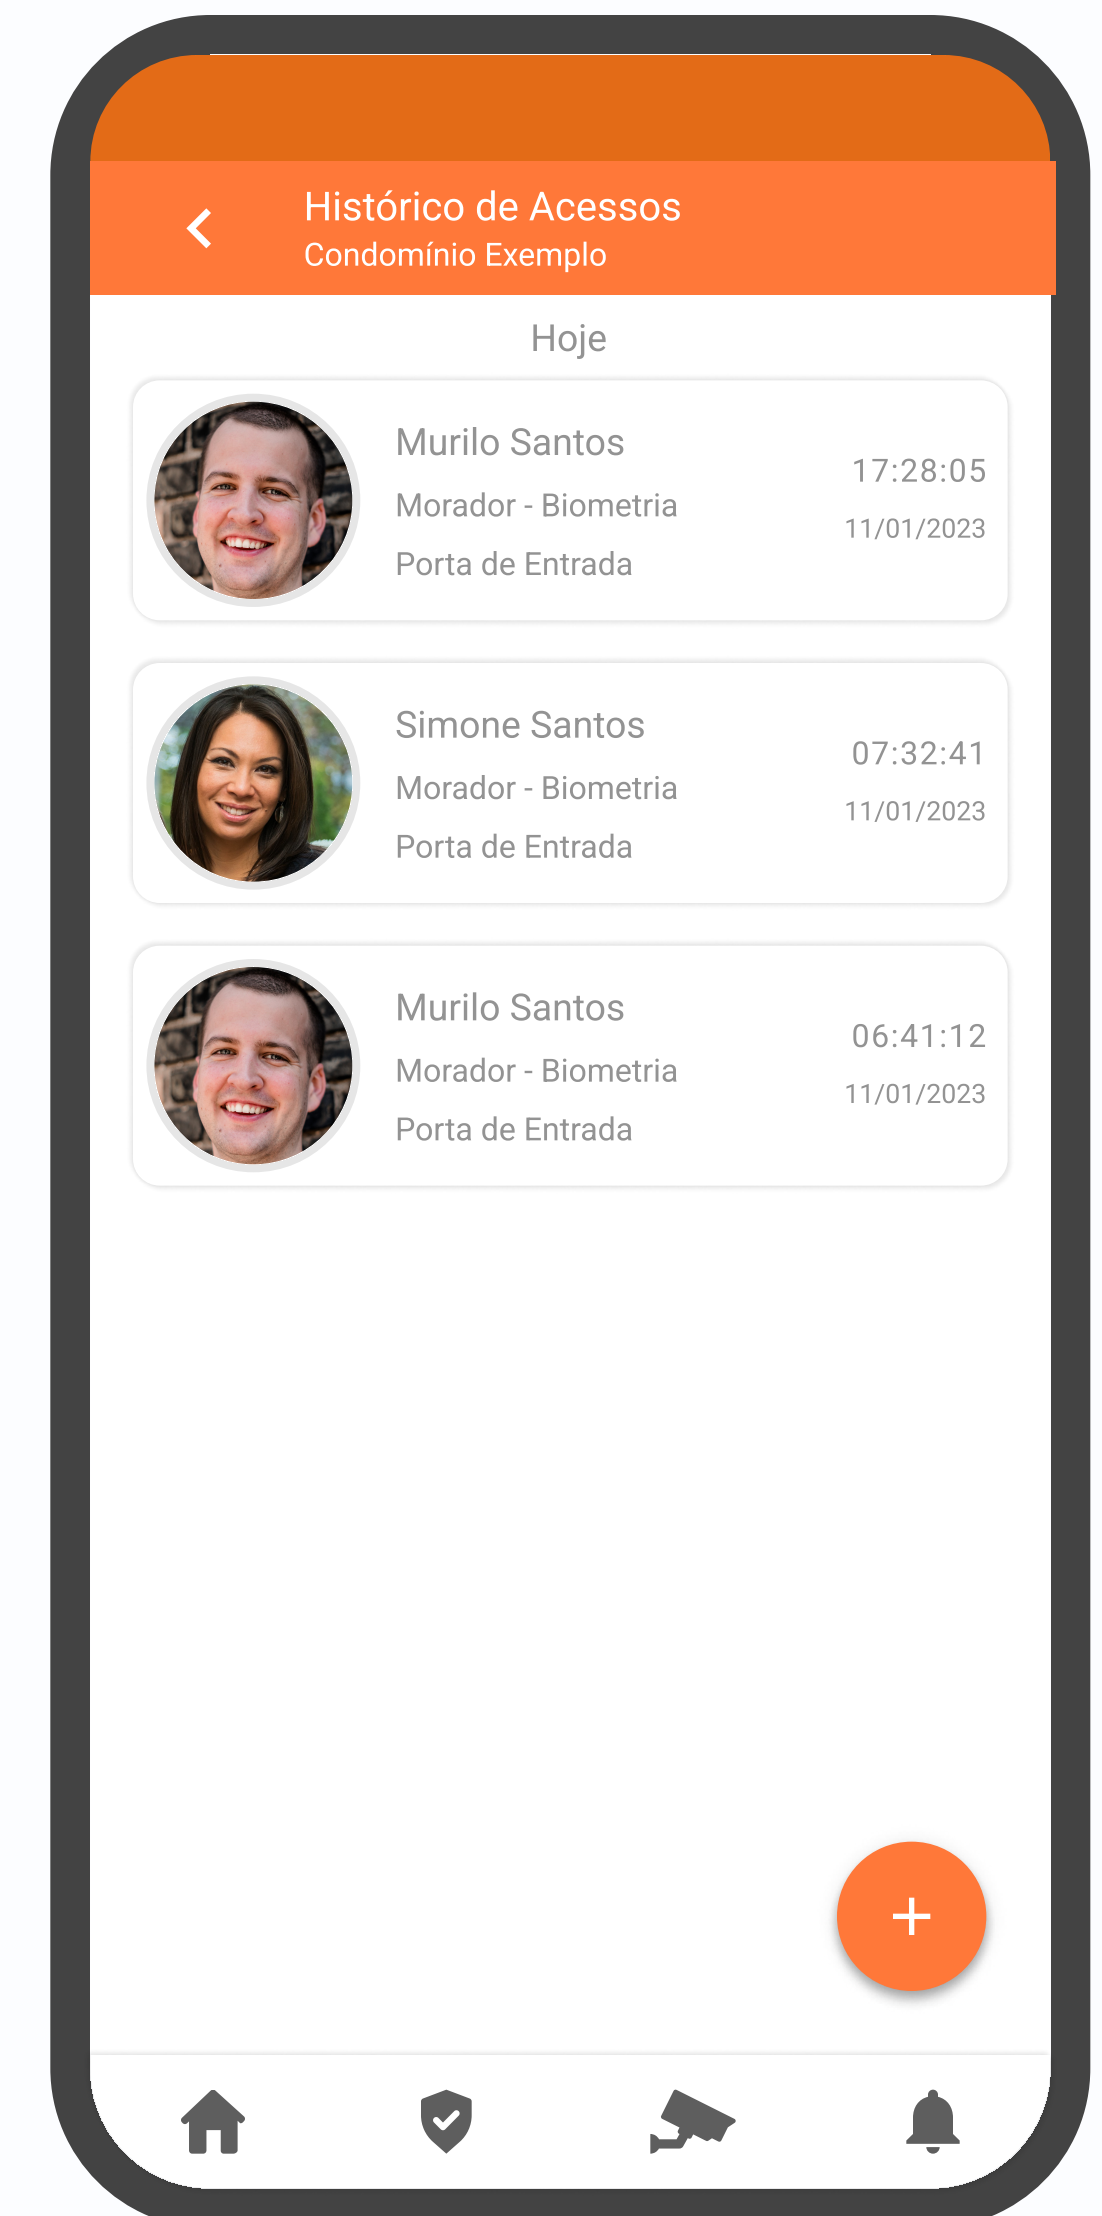 Histórico de Acessos
Condomínio Exemplo
Hoje
Murilo Santos
Morador - Biometria
Porta de Entrada
17:28:05
11/01/2023
Simone Santos
Morador - Biometria
Porta de Entrada
07:32:41
11/01/2023
Murilo Santos
Morador - Biometria
Porta de Entrada
06:41:12
11/01/2023